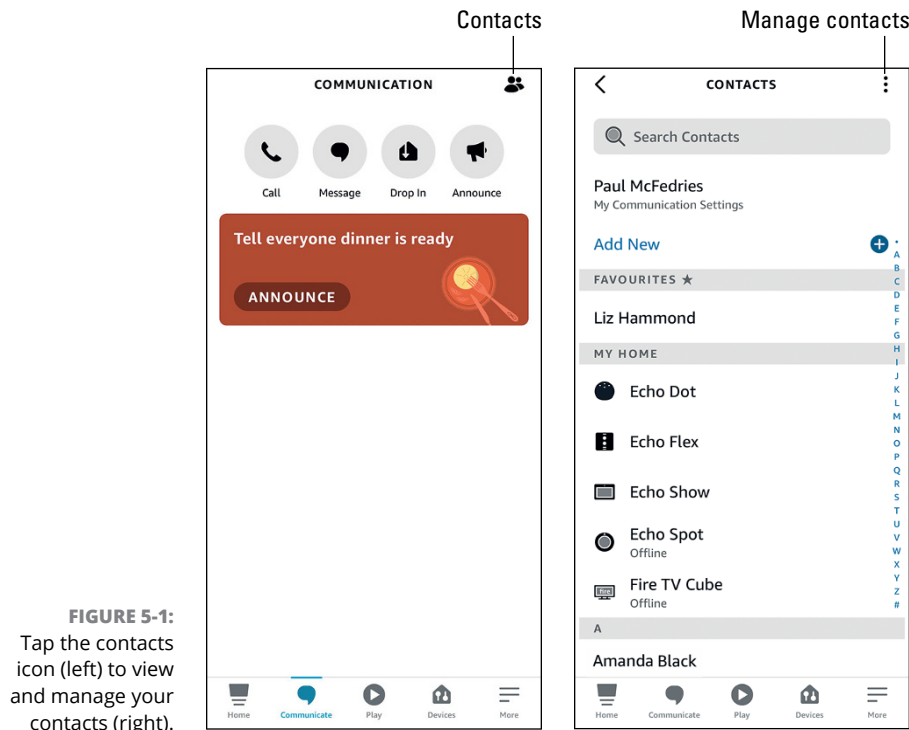 Contacts
COMMUNICATION
Call Message Drop In Announce
Tell everyone dinner is ready
ANNOUNCE
Home Communicate Play Devices More
Manage contacts
CONTACTS
Search Contacts
Paul McFedries
My Communication Settings
Add New
FAVOURITES ★
Liz Hammond
MY HOME
Echo Dot
Echo Flex
Echo Show
Echo Spot
Offline
fire
Fire TV Cube
Offline
A
Amanda Black
A
B
C
D
E
F
G
H
I
J
K
L
M
N
O
P
Q
R
S
T
U
V
W
X
Y
Z
#
Home Communicate Play Devices More
FIGURE 5-1:
Tap the contacts
icon (left) to view
and manage your
contacts (right).